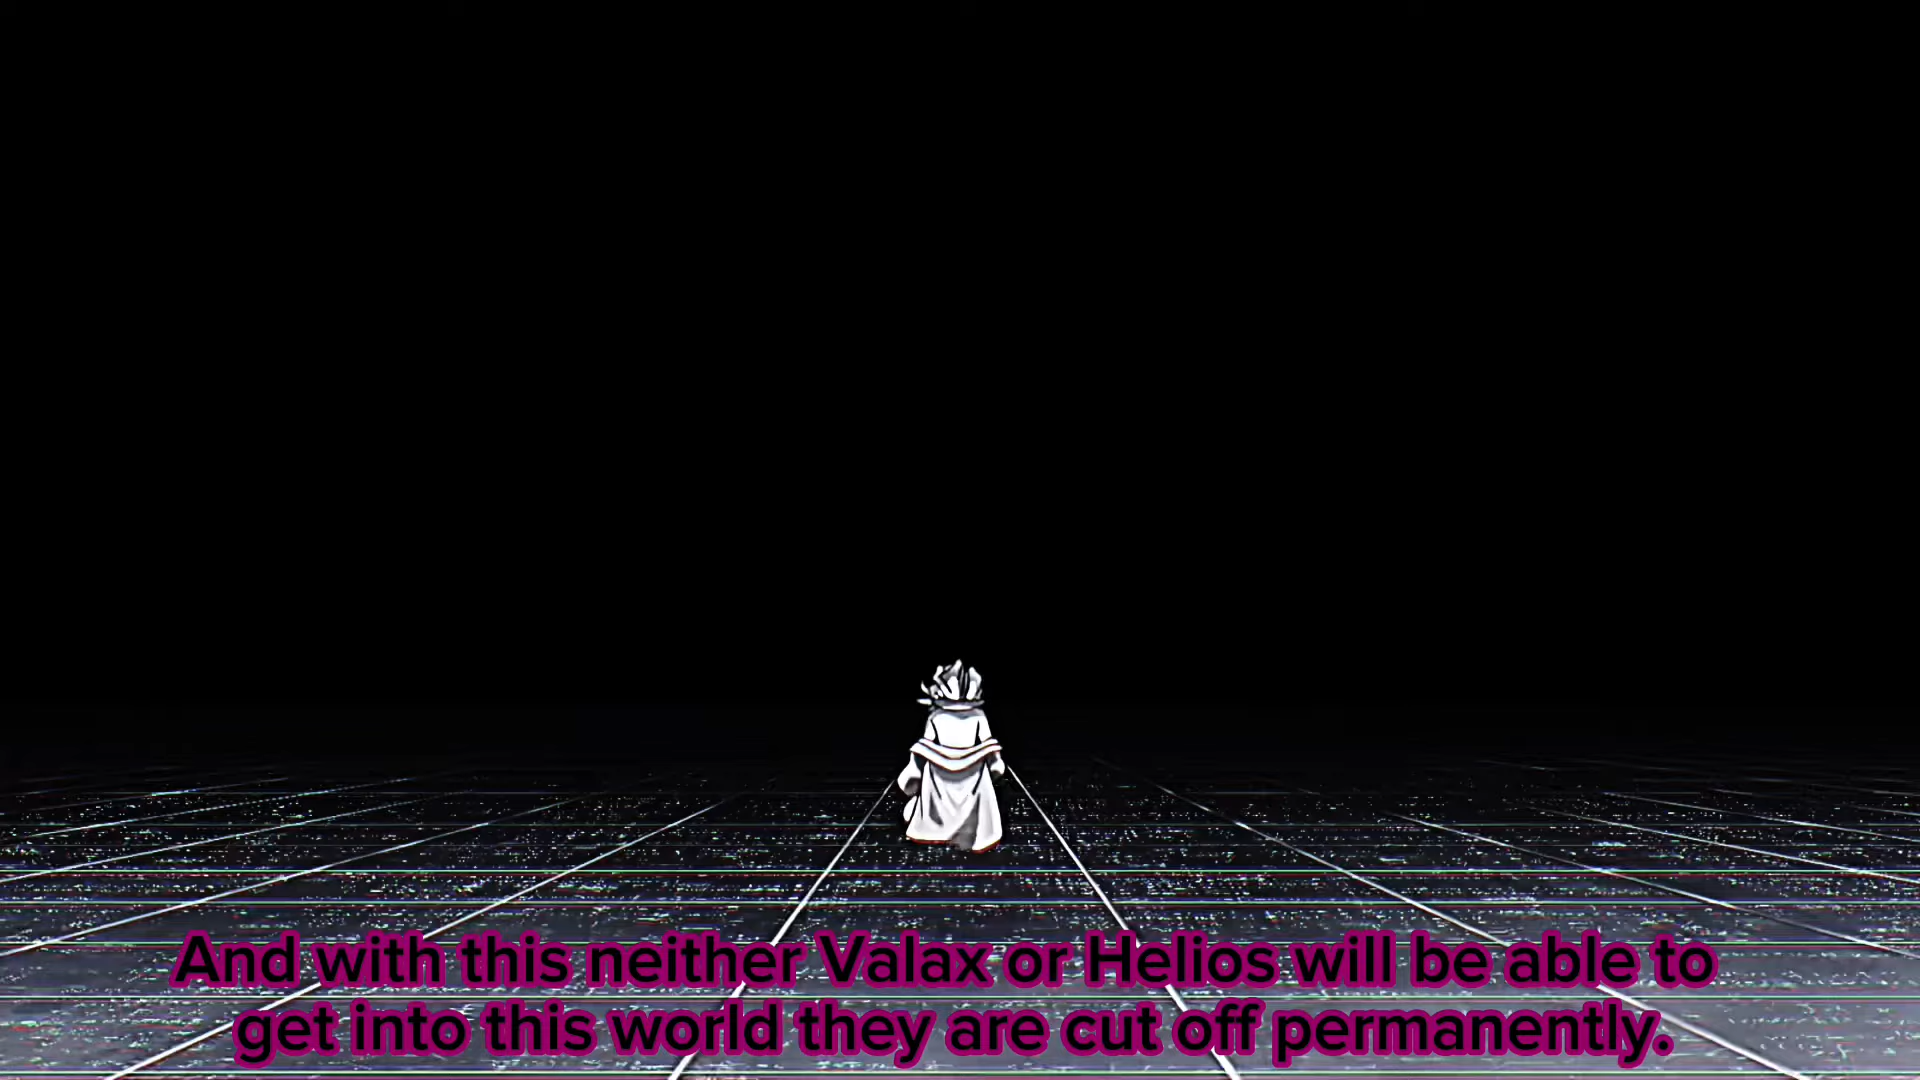 And with this neither Valax or Helios will be able to
get into this world they are cut off permanently.